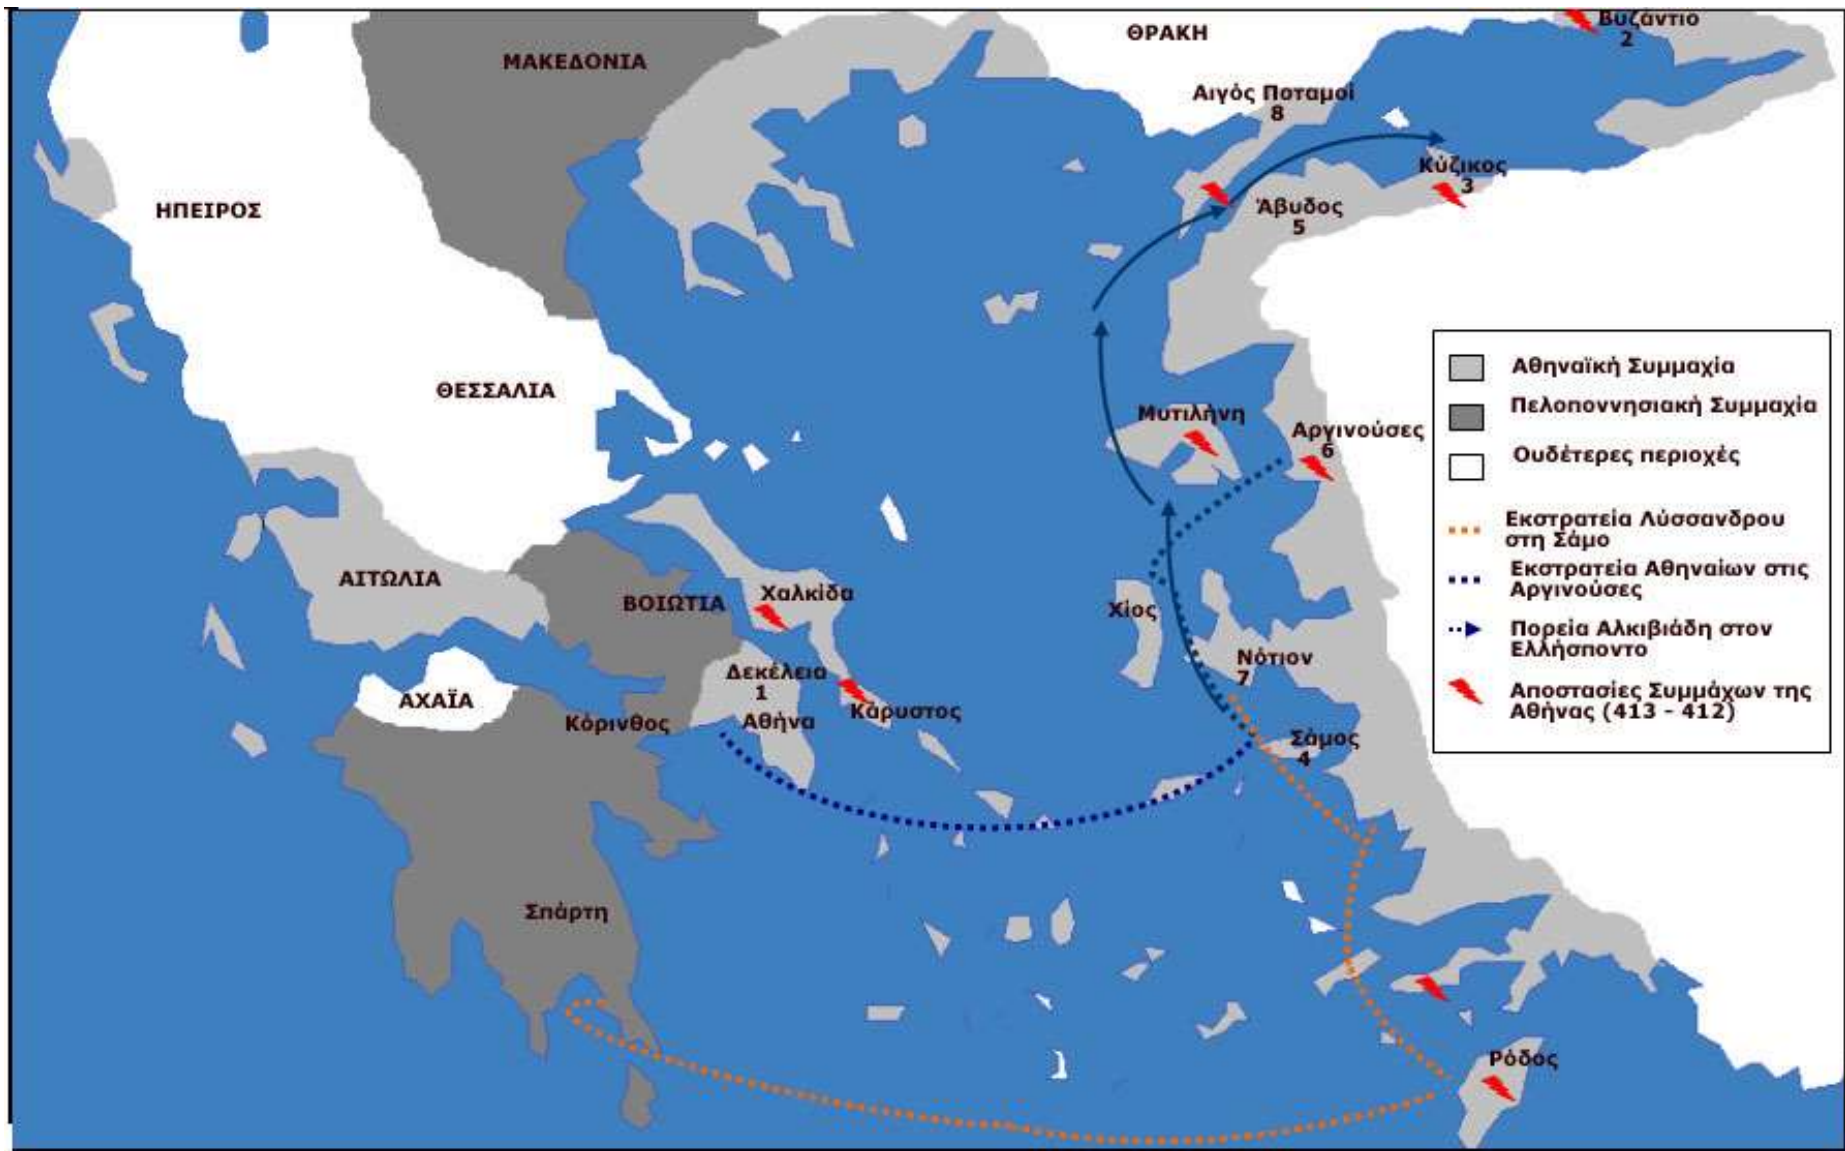 ΘΡΑΚΗ
Βυζάντιο
2
ΜΑΚΕΔΟΝΙΑ
Αιγός Ποταμοί
8
Κύζικος
3
ΗΠΕΙΡΟΣ
Άβυδος
5
ΘΕΣΣΑΛΙΑ
Μυτιλήνη
Αργινούσες
6
ΑΙΤΩΛΙΑ
ΒΟΙΩΤΙΑ
Χαλκίδα
Χίος
Νότιον
7
Δεκέλεια
1
Αθήνα
ΑΧΑΪΑ
Κόρινθος
Κάρυστος
Σάμος
4
Σπάρτη
Ρόδος
Αθηναϊκή Συμμαχία
Πελοποννησιακή Συμμαχία
Ουδέτερες περιοχές
Εκστρατεία Λύσσανδρου
στη Σάμο
Εκστρατεία Αθηναίων στις
Αργινούσες
Πορεία Αλκιβιάδη στον
Ελλήσποντο
Αποστασίες Συμμάχων της
Αθήνας (413 - 412)